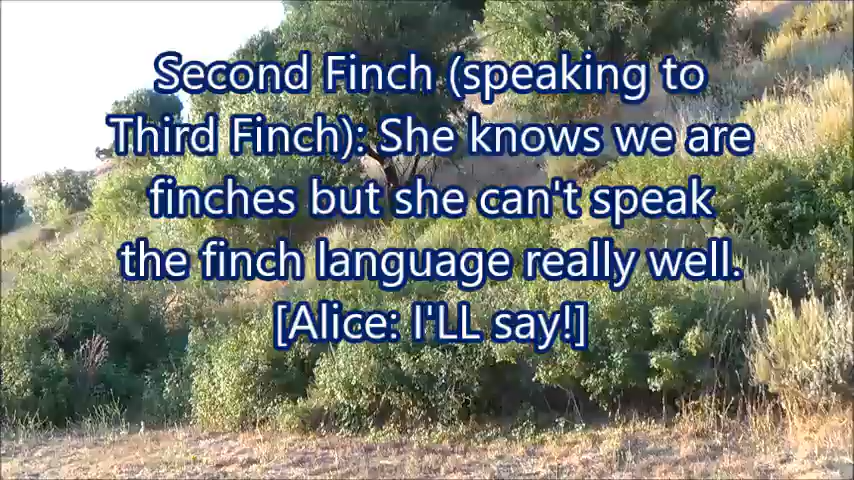 Second Finch (speaking to
Third Finch): She knows we are
finches but she can't speak
the finch language really well.
[Alice: I'LL say!]